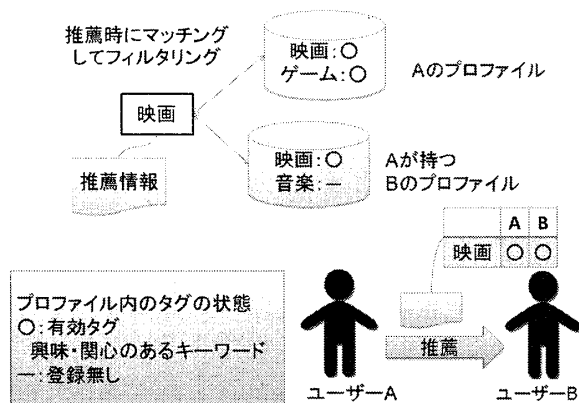 推薦時にマッチング
してフィルタリング
映画:○
ゲーム:○
Aのプロファイル
映画
映画:○
音楽:－
Aが持つ
Bのプロファイル
推薦情報
A B
映画 ○ ○
プロファイル内のタグの状態
○:有効タグ
興味・関心のあるキーワード
－:登録無し
推薦
ユーザーA
ユーザーB